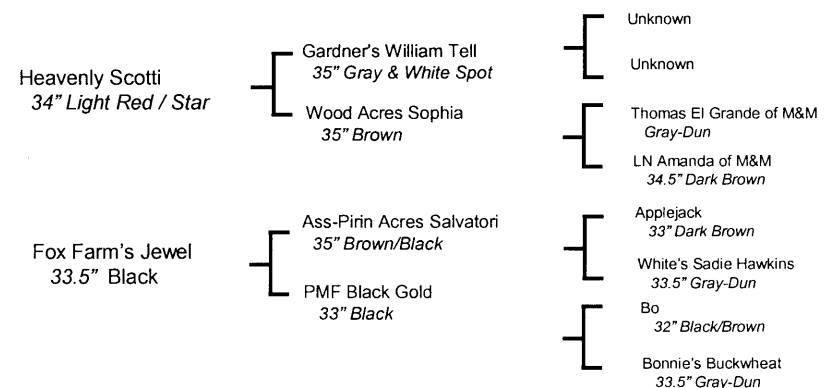 Heavenly Scotti
34" Light Red / Star
Gardner's William Tell
35" Gray & White Spot
Wood Acres Sophia
35" Brown
Unknown
Unknown
Thomas El Grande of M&M
Gray-Dun
LN Amanda of M&M
34.5" Dark Brown
Fox Farm's Jewel
33.5" Black
Ass-Pirin Acres Salvatori
35" Brown/Black
PMF Black Gold
33" Black
Applejack
33" Dark Brown
White's Sadie Hawkins
33.5" Gray-Dun
Bo
32" Black/Brown
Bonnie's Buckwheat
33.5" Gray-Dun